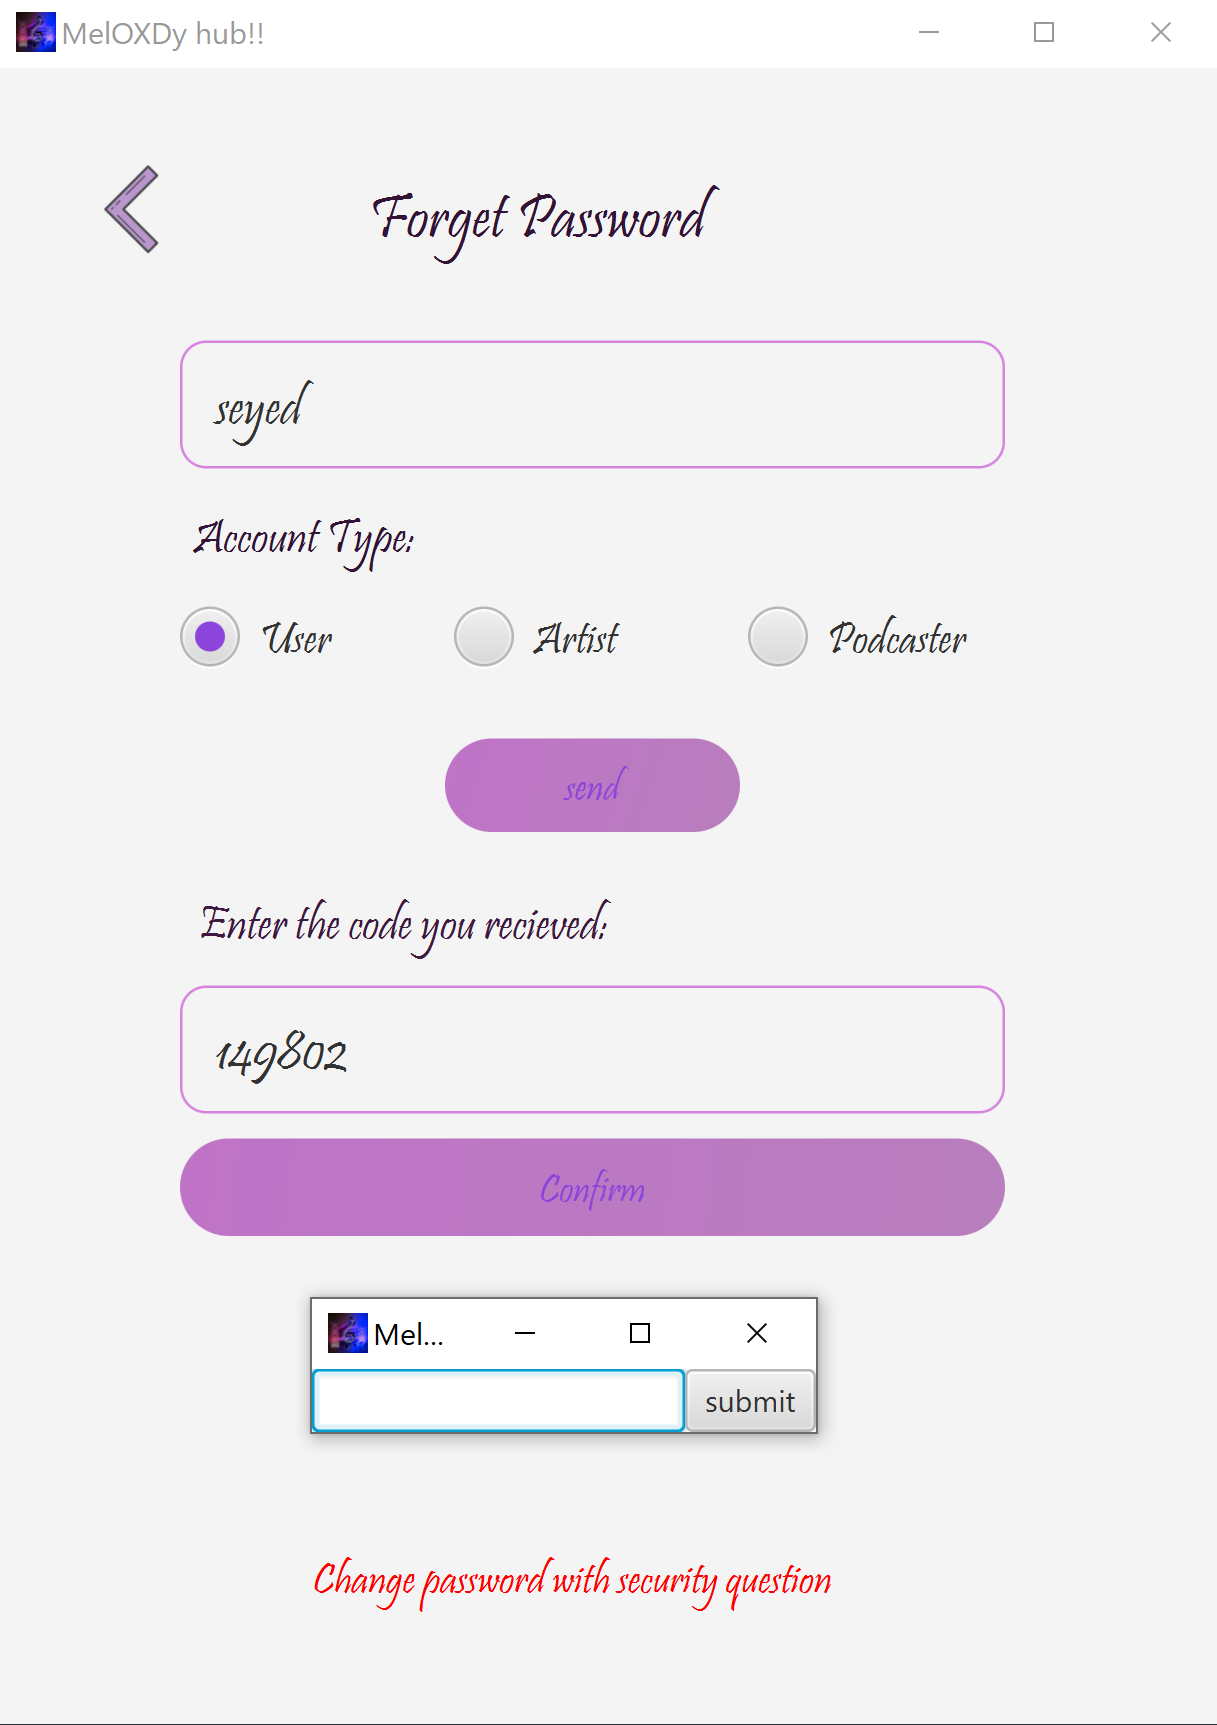 MelOXDy hub!!
Forget Password
seyed
Account Type:
User Artist Podcaster
send
Enter the code you recieved:
149802
Confirm
Mel...
submit
Change password with security question